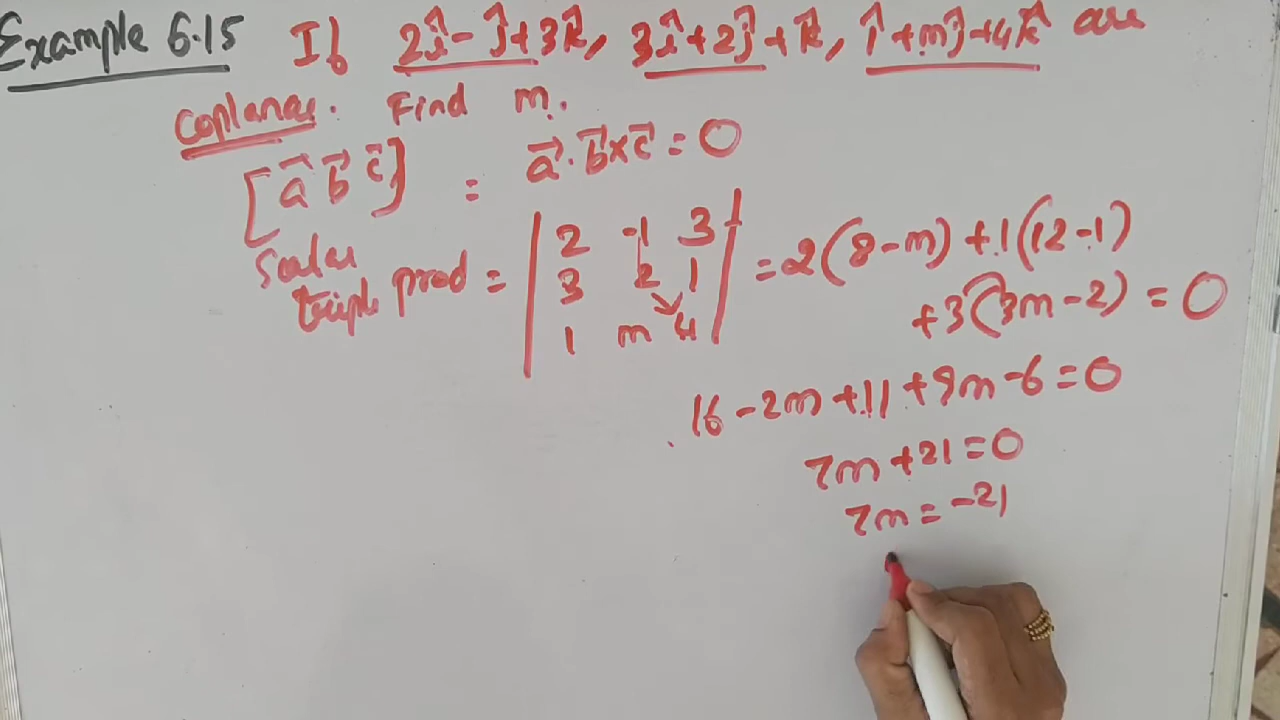 Example 6.15 If 2î - ĵ + 3k̂, 3î + 2ĵ + k̂, î + mĵ + 4k̂ are
coplanar. Find m.
[a⃗ b⃗ c⃗] = a⃗ · b⃗ × c⃗ = 0
Scalar
triple prod = | 2 -1 3 | = 2(8 - m) + 1(12 - 1)
| 3 2 1 | + 3(3m - 2) = 0
| 1 m 4 |
16 - 2m + 11 + 9m - 6 = 0
7m + 21 = 0
7m = -21